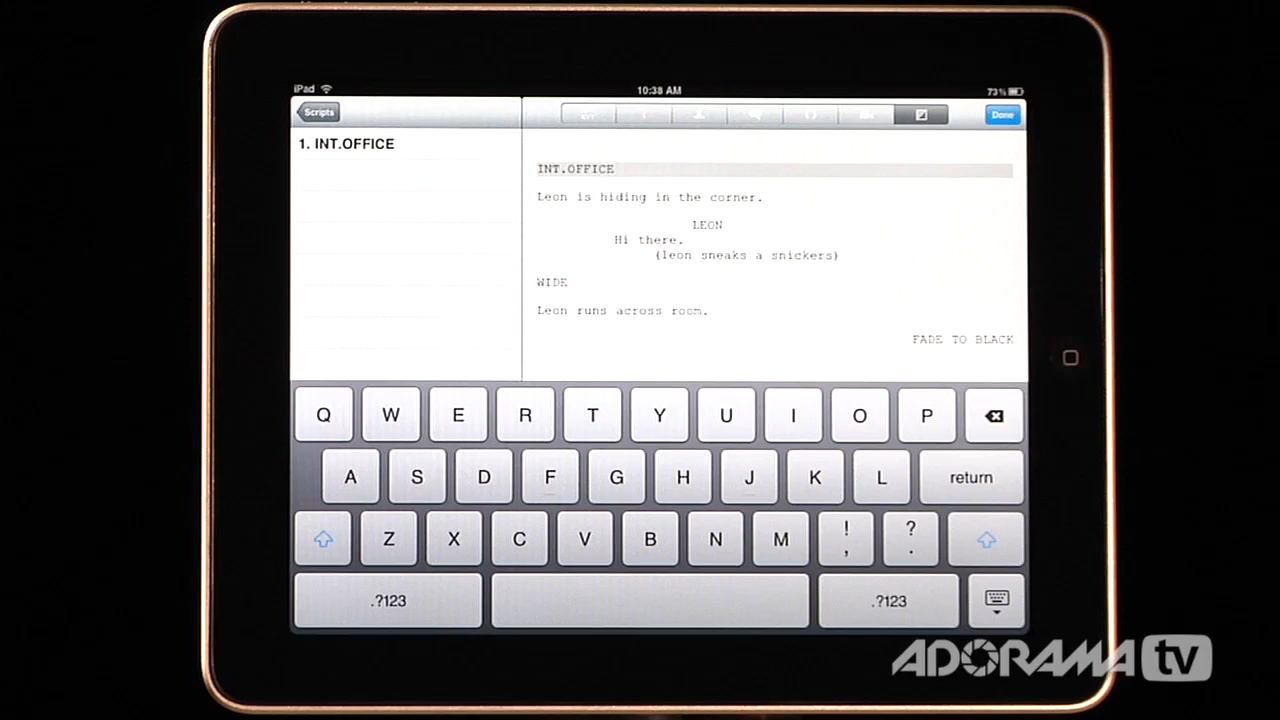 iPad
10:38 AM
73%
Scripts
Done
1. INT.OFFICE
INT.OFFICE
Leon is hiding in the corner.
LEON
Hi there.
(leon sneaks a snickers)
WIDE
Leon runs across room.
FADE TO BLACK
Q W E R T Y U I O P
A S D F G H J K L return
Z X C V B N M ! , ? .
.?123 .?123
ADORAMA tv